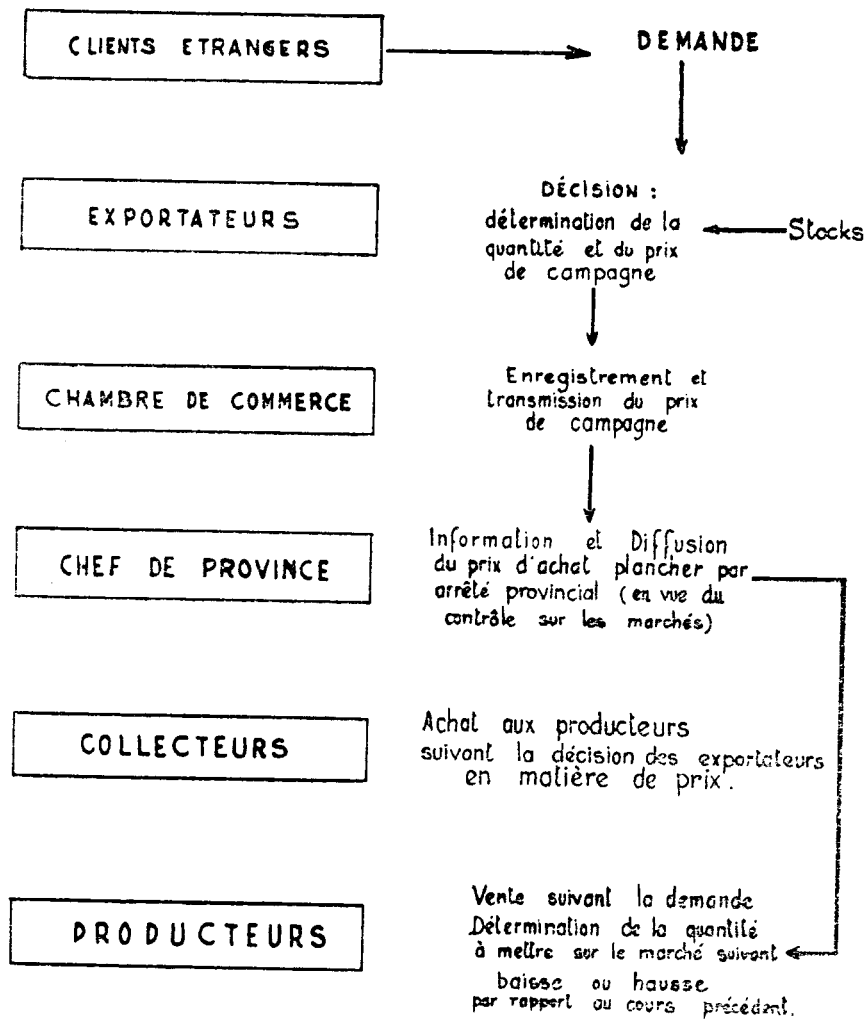 CLIENTS ETRANGERS
DEMANDE
EXPORTATEURS
DÉCISION :
détermination de la
quantité et du prix
de campagne
Stocks
CHAMBRE DE COMMERCE
Enregistrement et
transmission du prix
de campagne
CHEF DE PROVINCE
Information et Diffusion
du prix d'achat plancher par
arrêté provincial (en vue du
contrôle sur les marchés)
COLLECTEURS
Achat aux producteurs
suivant la décision des exportateurs
en matière de prix.
PRODUCTEURS
Vente suivant la demande
Détermination de la quantité
à mettre sur le marché suivant
baisse ou hausse
par rapport au cours précédent.